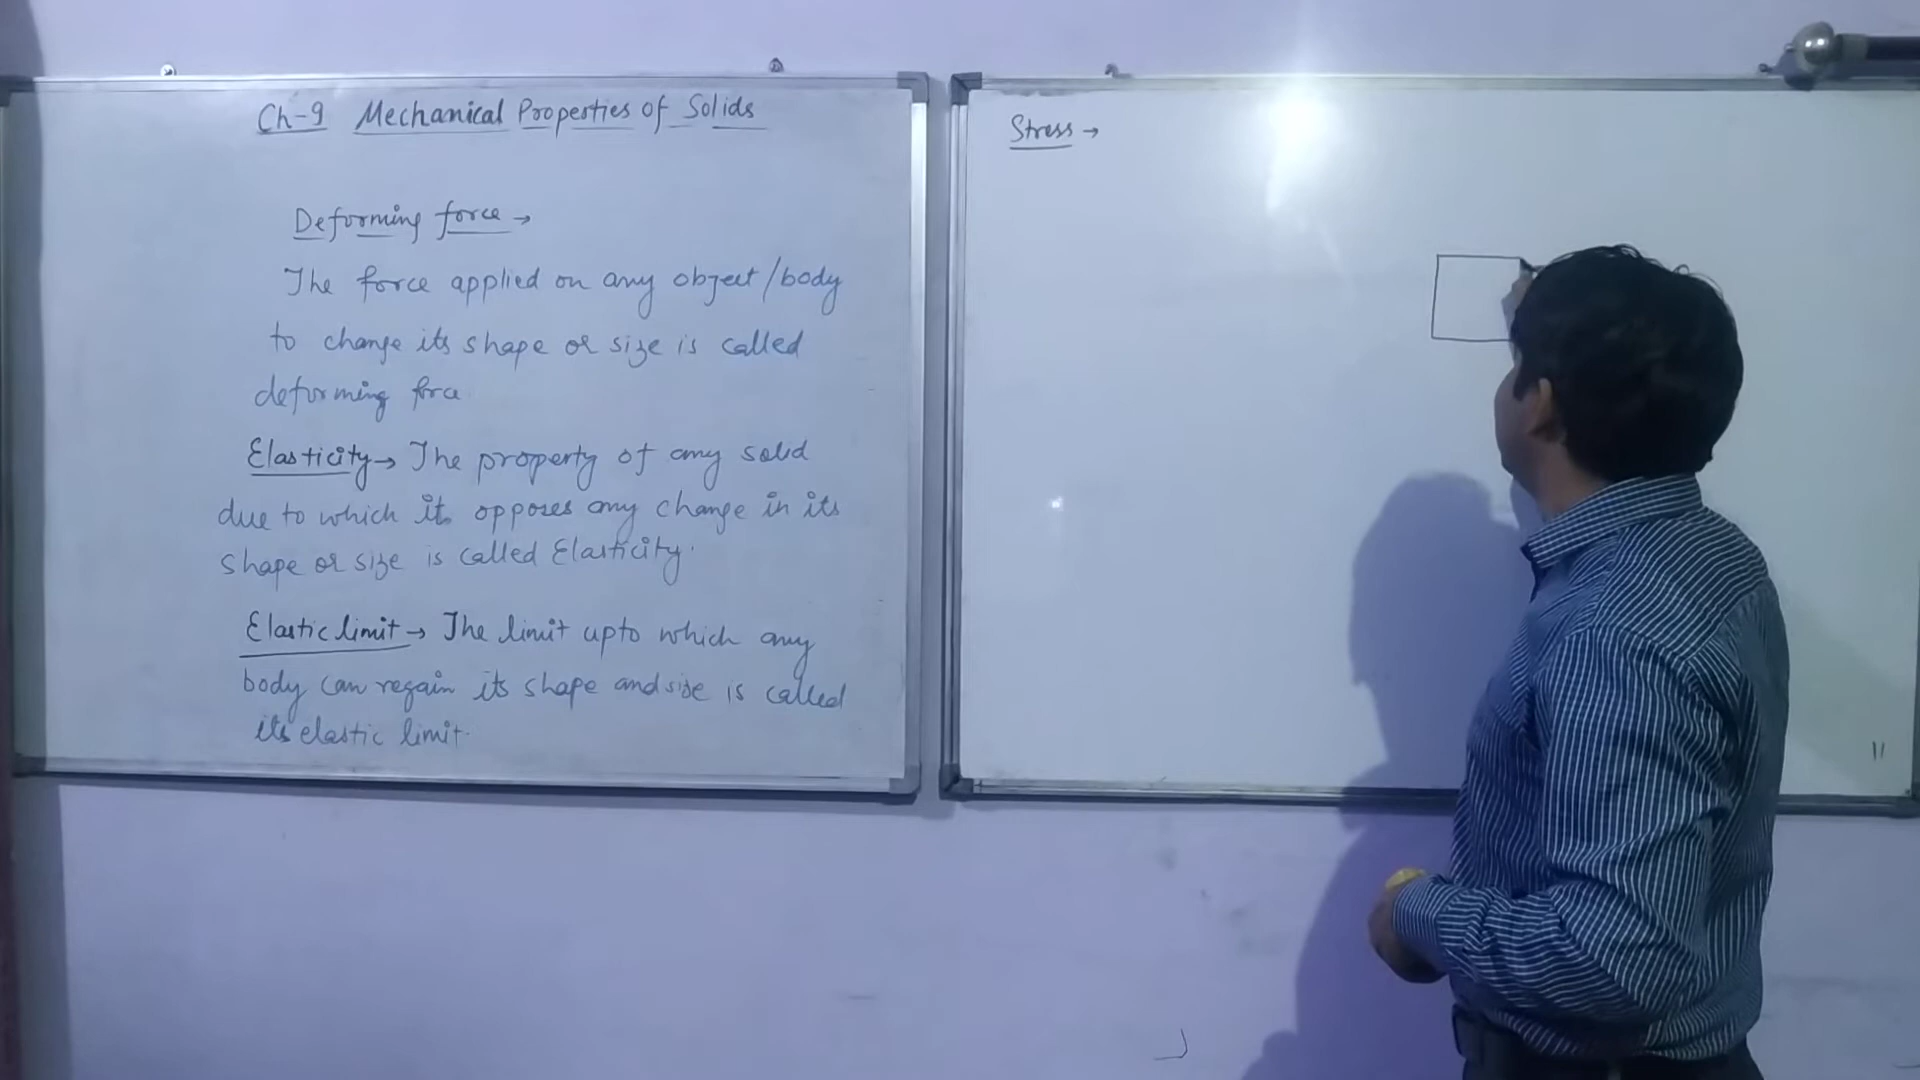 Ch-9 Mechanical Properties of Solids
Deforming force →
The force applied on any object/body
to change its shape or size is called
deforming force
Elasticity → The property of any solid
due to which it opposes any change in its
shape or size is called Elasticity.
Elastic limit → The limit upto which any
body can regain its shape and size is called
its elastic limit.
Stress →